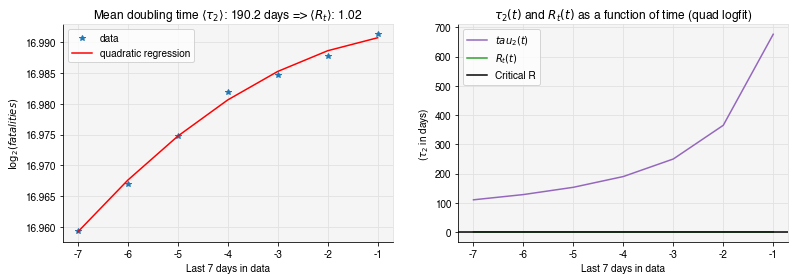 Mean doubling time ⟨τ₂⟩: 190.2 days => ⟨Rₜ⟩: 1.02
data
quadratic regression
log₂(fatalities)
16.990
16.985
16.980
16.975
16.970
16.965
16.960
-7 -6 -5 -4 -3 -2 -1
Last 7 days in data
τ₂(t) and Rₜ(t) as a function of time (quad logfit)
tau₂(t)
Rₜ(t)
Critical R
(τ₂ in days)
700
600
500
400
300
200
100
0
-7 -6 -5 -4 -3 -2 -1
Last 7 days in data